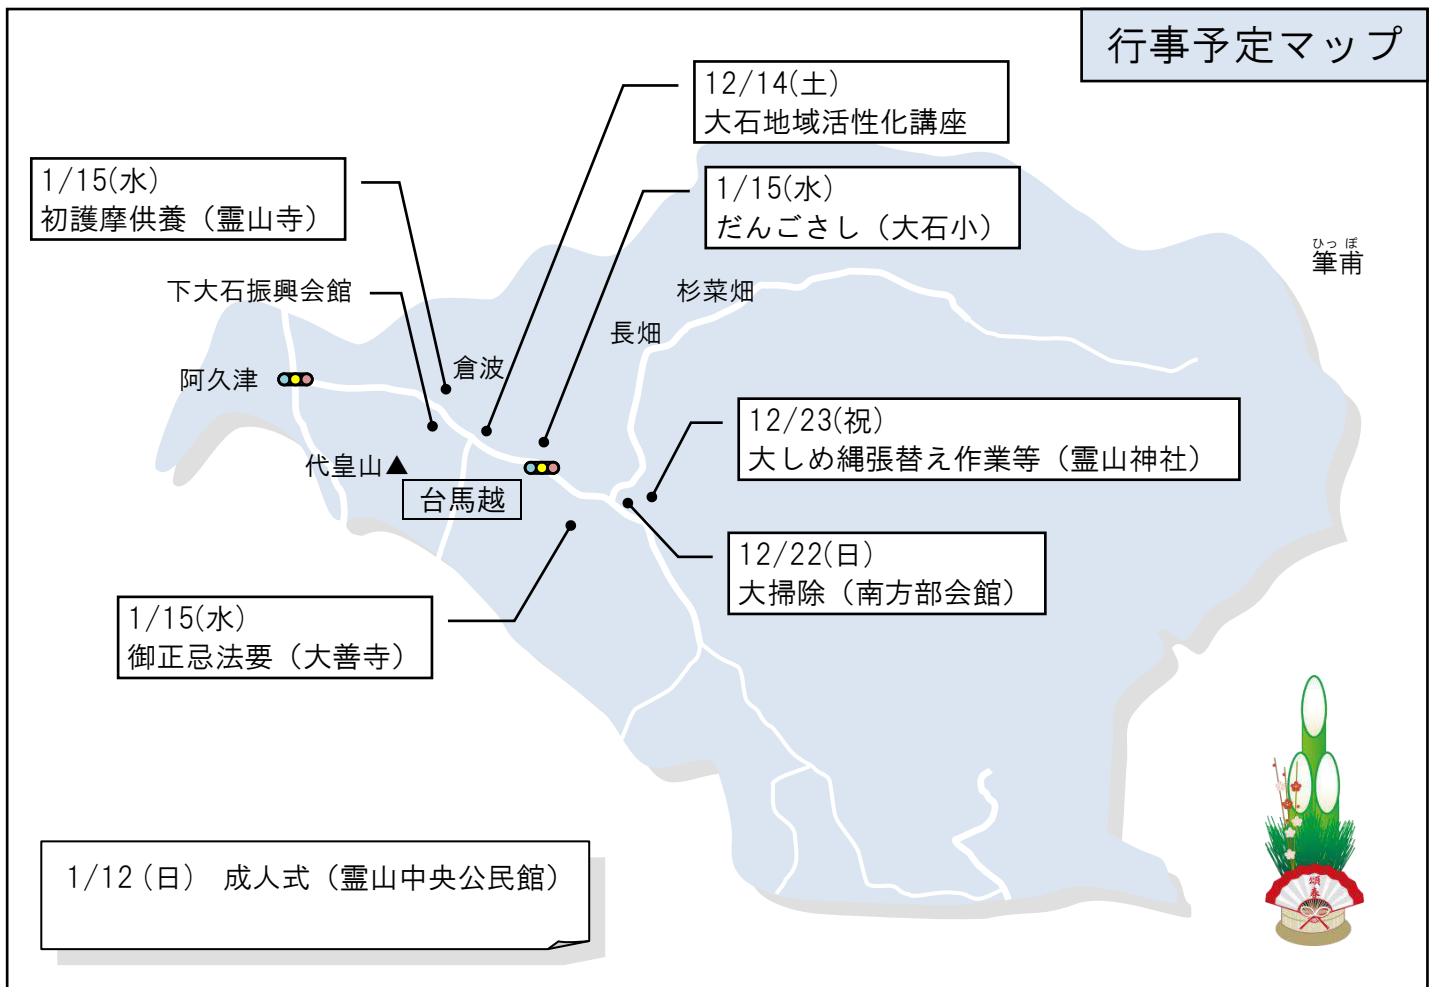 行事予定マップ
12/14(土)
大石地域活性化講座
1/15(水)
初護摩供養（霊山寺）
1/15(水)
だんごさし（大石小）
ひっ ぽ
筆甫
下大石振興会館
杉菜畑
長畑
倉波
阿久津
12/23(祝)
大しめ縄張替え作業等（霊山神社）
代皇山▲
台馬越
12/22(日)
大掃除（南方部会館）
1/15(水)
御正忌法要（大善寺）
1/12(日)　成人式（霊山中央公民館）
頌春